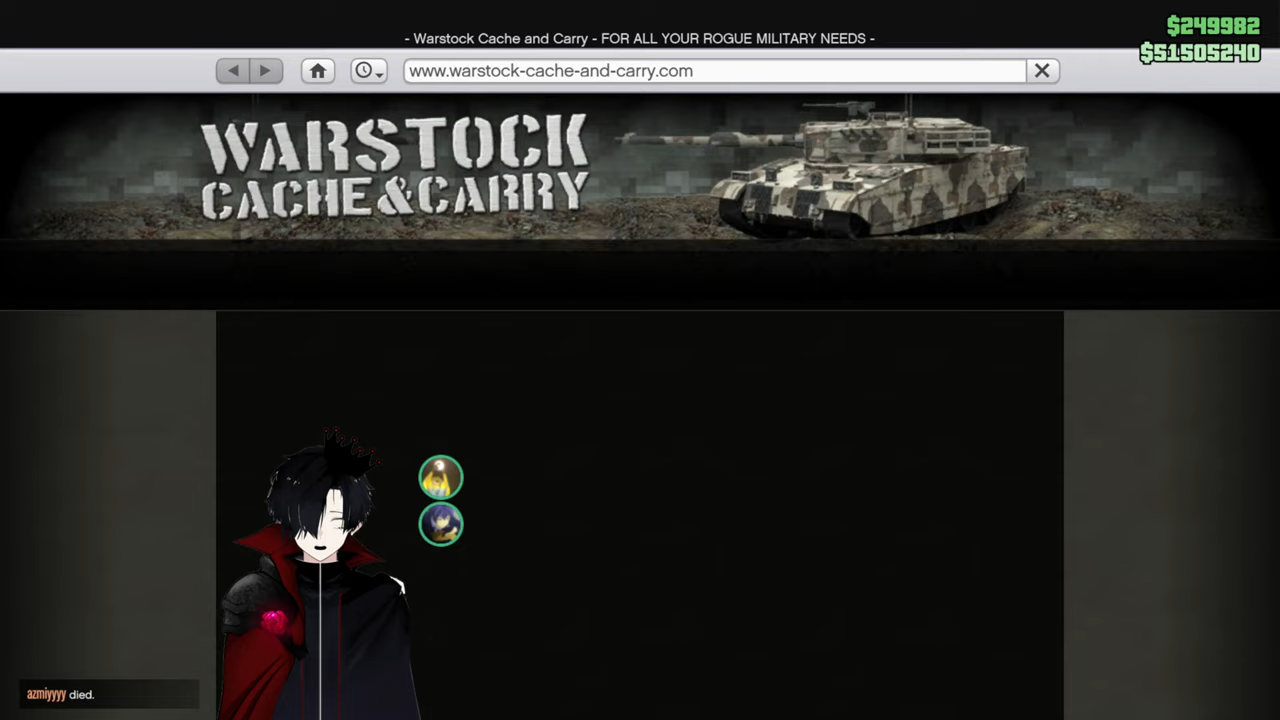 $249982
- Warstock Cache and Carry - FOR ALL YOUR ROGUE MILITARY NEEDS -
$51505240
www.warstock-cache-and-carry.com
WARSTOCK
CACHE&CARRY
azmiyyyy died.